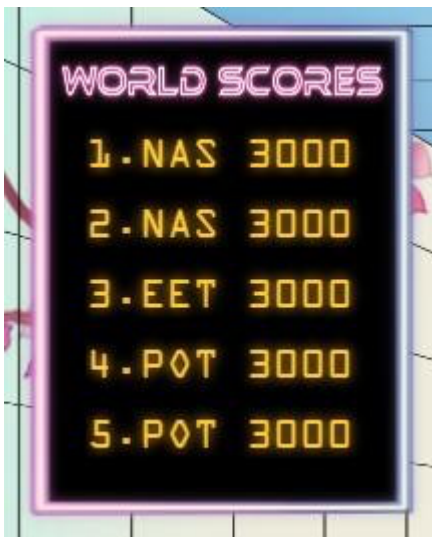 WORLD SCORES
1.NAS 3000
2.NAS 3000
3.EET 3000
4.POT 3000
5.POT 3000